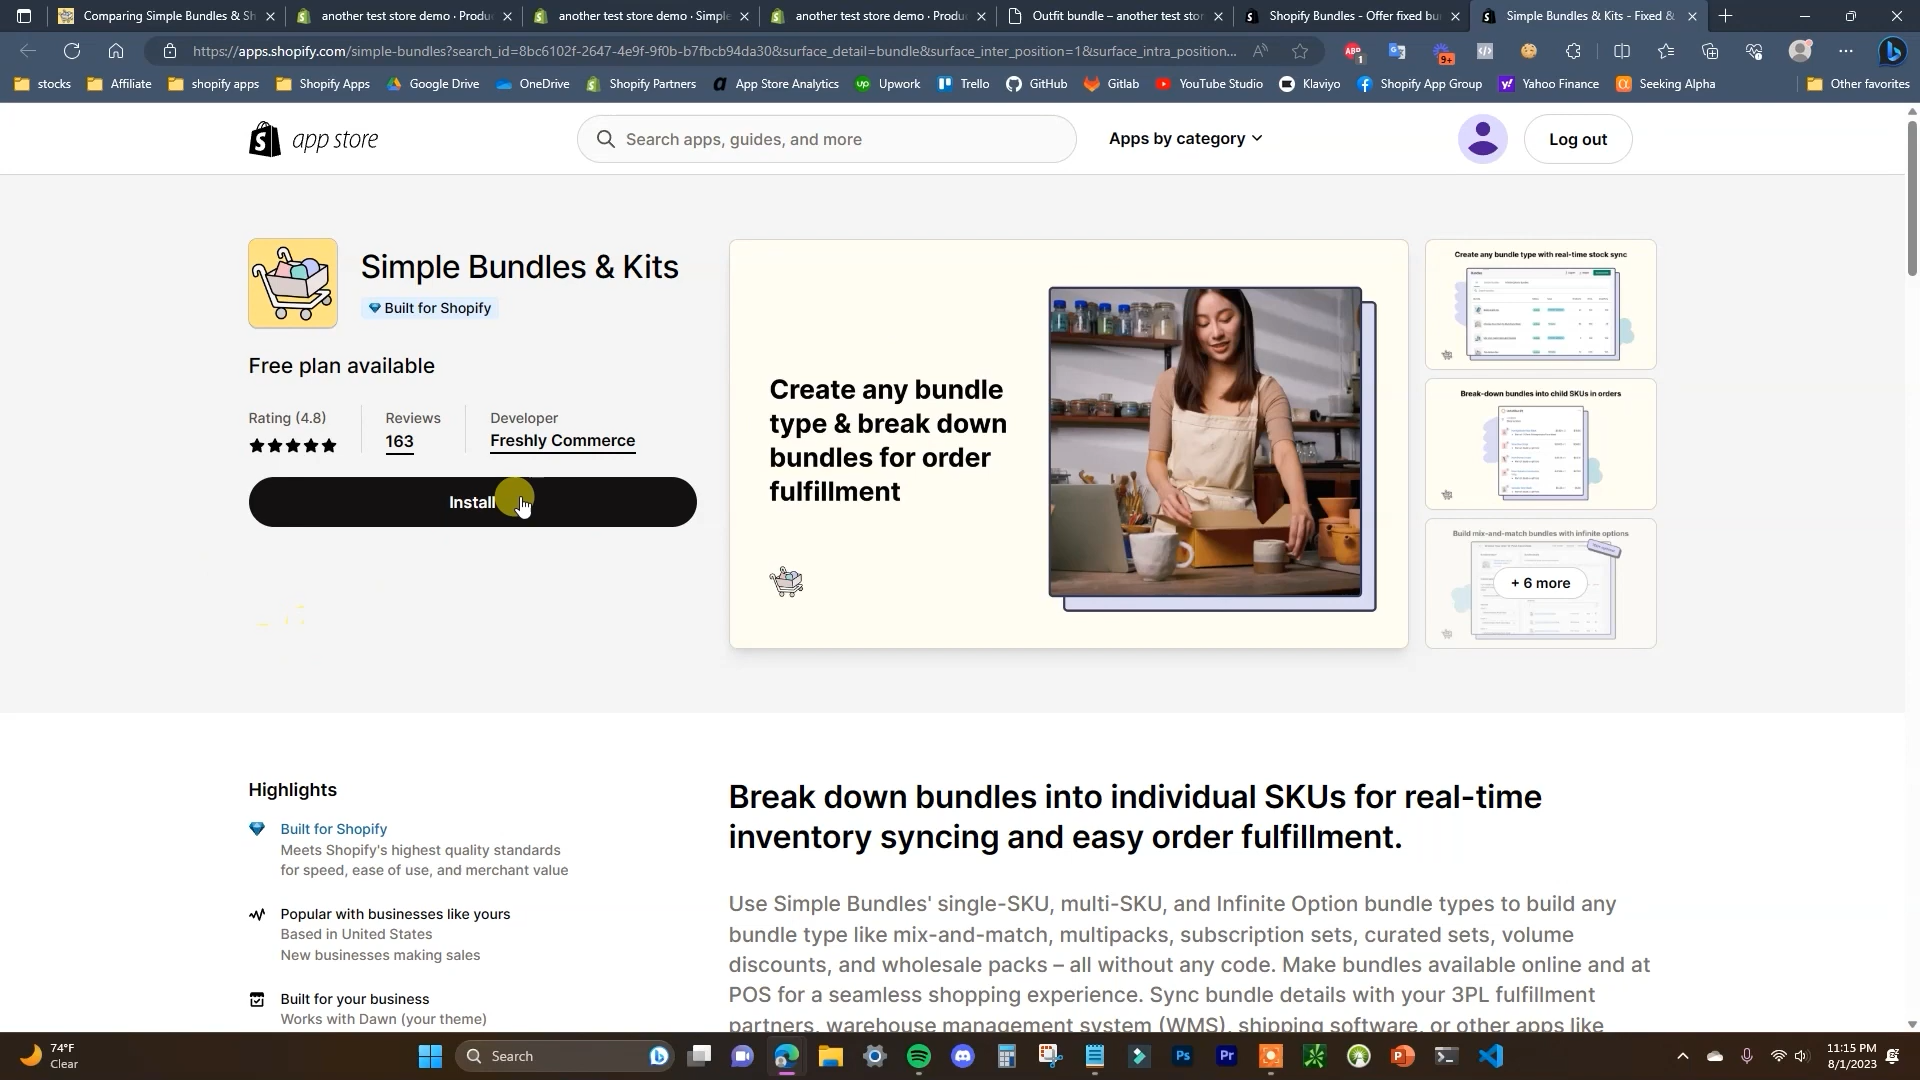 Comparing Simple Bundles & Sh
another test store demo · Produc
another test store demo · Simple
another test store demo · Produc
Outfit bundle – another test stor
Shopify Bundles - Offer fixed bu
Simple Bundles & Kits - Fixed &
https://apps.shopify.com/simple-bundles?search_id=8bc6102f-2647-4e9f-9f0b-b7fbcb94da30&surface_detail=bundle&surface_inter_position=1&surface_intra_position...
stocks
Affiliate
shopify apps
Shopify Apps
Google Drive
OneDrive
Shopify Partners
App Store Analytics
Upwork
Trello
GitHub
Gitlab
YouTube Studio
Klaviyo
Shopify App Group
Yahoo Finance
Seeking Alpha
Other favorites
app store
Search apps, guides, and more
Apps by category
Log out
Simple Bundles & Kits
Built for Shopify
Free plan available
Rating (4.8)
Reviews
163
Developer
Freshly Commerce
Install
Create any bundle
type & break down
bundles for order
fulfillment
Create any bundle type with real-time stock sync
Break-down bundles into child SKUs in orders
Build mix-and-match bundles with infinite options
+ 6 more
Highlights
Built for Shopify
Meets Shopify's highest quality standards
for speed, ease of use, and merchant value
Popular with businesses like yours
Based in United States
New businesses making sales
Built for your business
Works with Dawn (your theme)
Break down bundles into individual SKUs for real-time
inventory syncing and easy order fulfillment.
Use Simple Bundles' single-SKU, multi-SKU, and Infinite Option bundle types to build any
bundle type like mix-and-match, multipacks, subscription sets, curated sets, volume
discounts, and wholesale packs – all without any code. Make bundles available online and at
POS for a seamless shopping experience. Sync bundle details with your 3PL fulfillment
partners, warehouse management system (WMS), shipping software, or other apps like
74°F
Clear
Search
11:15 PM
8/1/2023